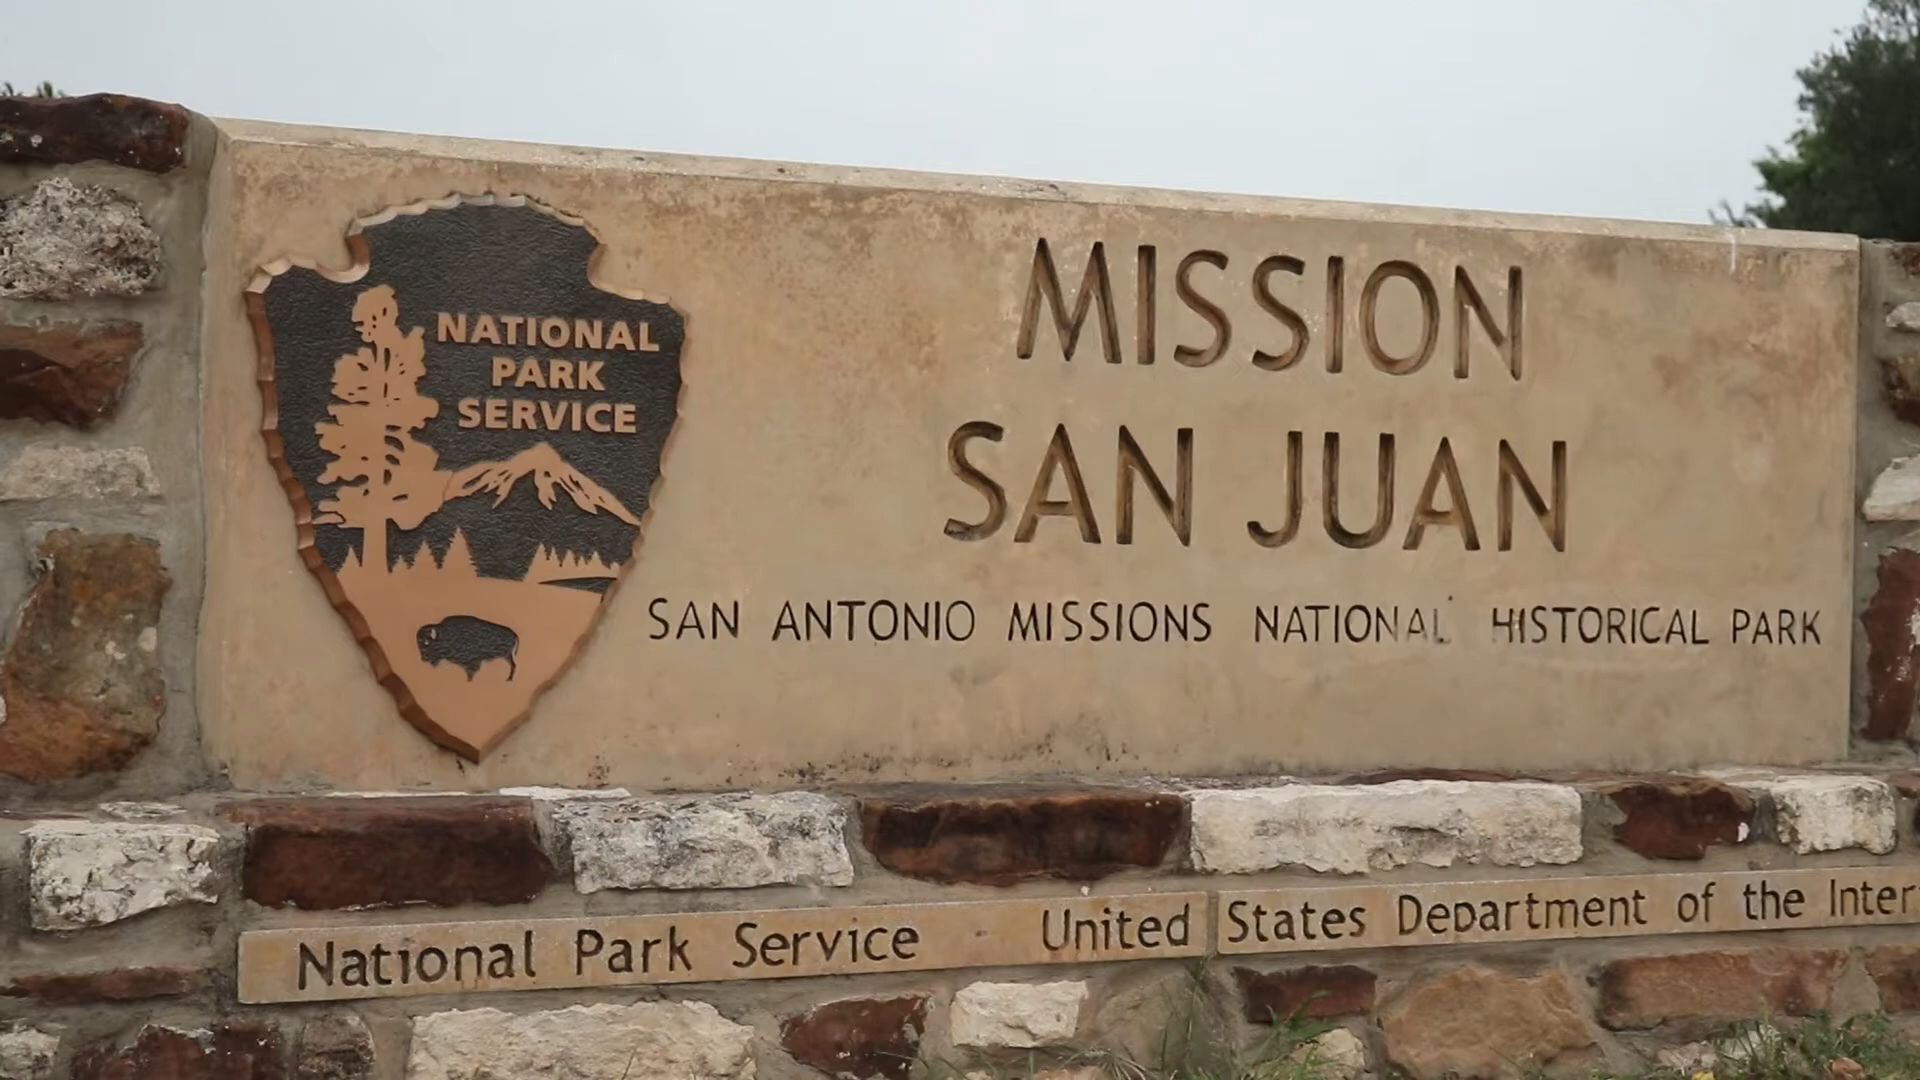 NATIONAL
PARK
SERVICE
MISSION
SAN JUAN
SAN ANTONIO MISSIONS NATIONAL HISTORICAL PARK
National Park Service United States Department of the Inter